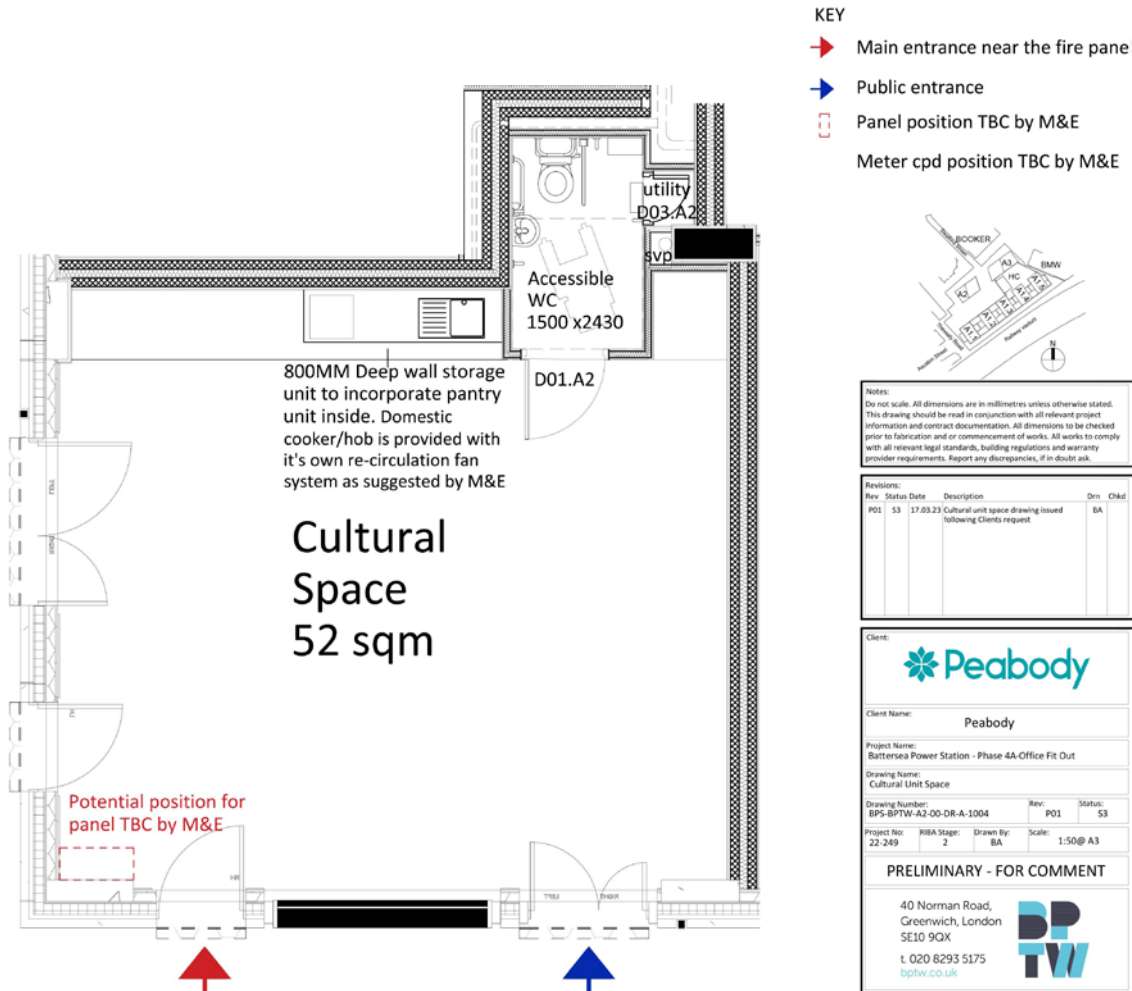 KEY
Main entrance near the fire pane
Public entrance
Panel position TBC by M&E
Meter cpd position TBC by M&E
utility
D03.A2
svp
Accessible
WC
1500 x2430
D01.A2
800MM Deep wall storage
unit to incorporate pantry
unit inside. Domestic
cooker/hob is provided with
it's own re-circulation fan
system as suggested by M&E
Cultural
Space
52 sqm
Potential position for
panel TBC by M&E
BOOKER
BMW
A3
HC
A2
Railway viaduct
N
Notes:
Do not scale. All dimensions are in millimetres unless otherwise stated.
This drawing should be read in conjunction with all relevant project
information and contract documentation. All dimensions to be checked
prior to fabrication and or commencement of works. All works to comply
with all relevant legal standards, building regulations and warranty
provider requirements. Report any discrepancies, if in doubt ask.
Revisions:
Rev Status Date Description Drn Chkd
P01 S3 17.03.23 Cultural unit space drawing issued BA
following Clients request
Client:
Peabody
Client Name:
Peabody
Project Name:
Battersea Power Station - Phase 4A-Office Fit Out
Drawing Name:
Cultural Unit Space
Drawing Number: Rev: Status:
BPS-BPTW-A2-00-DR-A-1004 P01 S3
Project No: RIBA Stage: Drawn By: Scale:
22-249 2 BA 1:50@ A3
PRELIMINARY - FOR COMMENT
40 Norman Road,
Greenwich, London
SE10 9QX
t. 020 8293 5175
bptw.co.uk
BP
TW